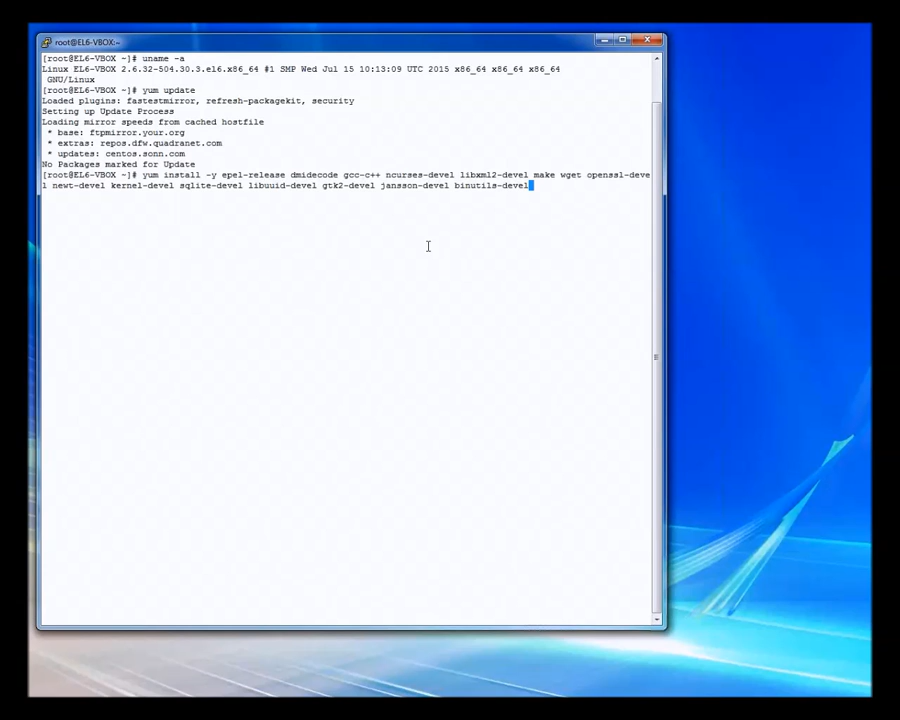 root@EL6-VBOX:~
[root@EL6-VBOX ~]# uname -a
Linux EL6-VBOX 2.6.32-504.30.3.el6.x86_64 #1 SMP Wed Jul 15 10:13:09 UTC 2015 x86_64 x86_64 x86_64
 GNU/Linux
[root@EL6-VBOX ~]# yum update
Loaded plugins: fastestmirror, refresh-packagekit, security
Setting up Update Process
Loading mirror speeds from cached hostfile
 * base: ftpmirror.your.org
 * extras: repos.dfw.quadranet.com
 * updates: centos.sonn.com
No Packages marked for Update
[root@EL6-VBOX ~]# yum install -y epel-release dmidecode gcc-c++ ncurses-devel libxml2-devel make wget openssl-deve
l newt-devel kernel-devel sqlite-devel libuuid-devel gtk2-devel jansson-devel binutils-devel